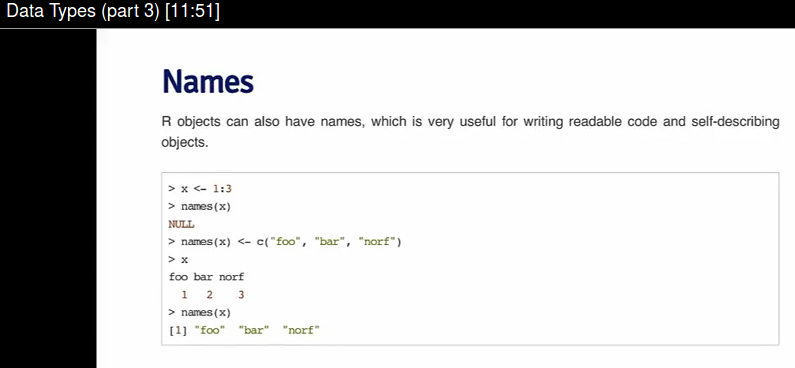 Data Types (part 3) [11:51]
Names
R objects can also have names, which is very useful for writing readable code and self-describing
objects.
> x <- 1:3
> names(x)
NULL
> names(x) <- c("foo", "bar", "norf")
> x
foo bar norf
1 2 3
> names(x)
[1] "foo" "bar" "norf"